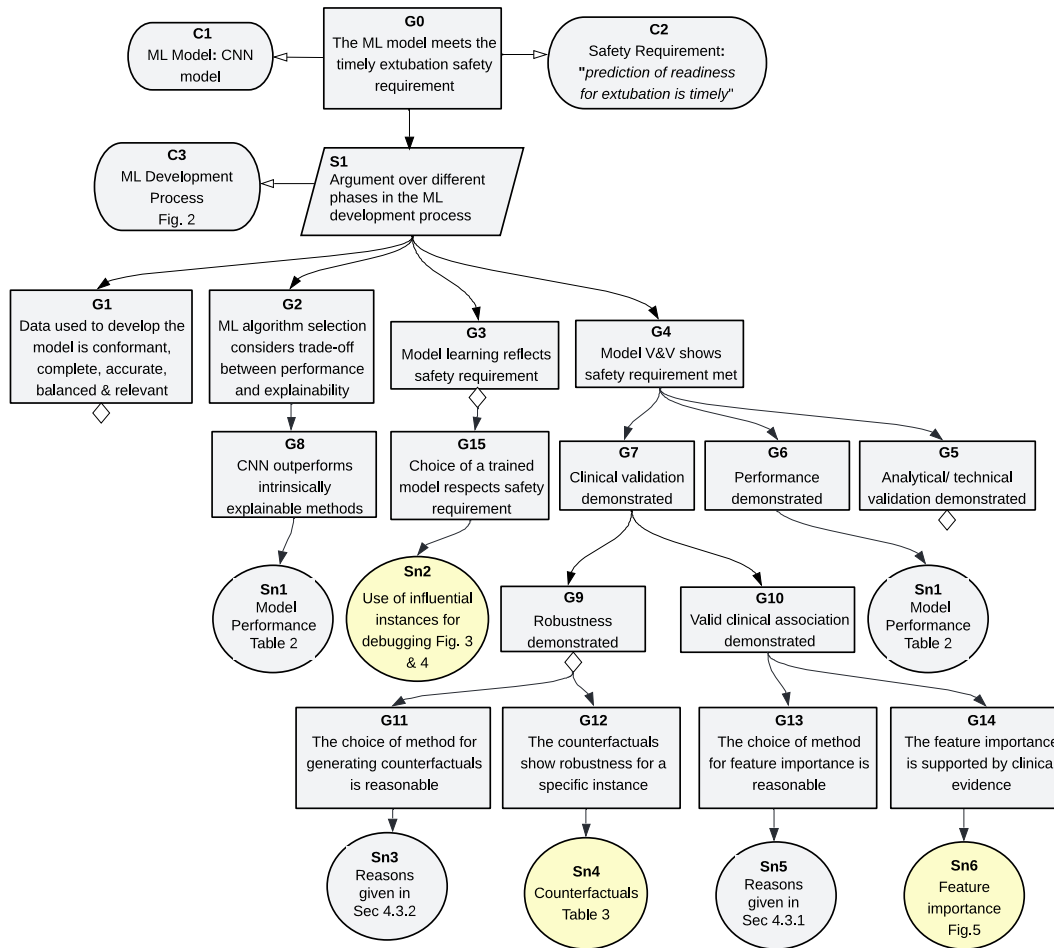 C1
ML Model: CNN
model
G0
The ML model meets the
timely extubation safety
requirement
C2
Safety Requirement:
"prediction of readiness
for extubation is timely"
C3
ML Development
Process
Fig. 2
S1
Argument over different
phases in the ML
development process
G1
Data used to develop the
model is conformant,
complete, accurate,
balanced & relevant
G2
ML algorithm selection
considers trade-off
between performance
and explainability
G3
Model learning reflects
safety requirement
G4
Model V&V shows
safety requirement met
G8
CNN outperforms
intrinsically
explainable methods
G15
Choice of a trained
model respects safety
requirement
G7
Clinical validation
demonstrated
G6
Performance
demonstrated
G5
Analytical/ technical
validation demonstrated
Sn1
Model
Performance
Table 2
Sn2
Use of influential
instances for
debugging Fig. 3
& 4
G9
Robustness
demonstrated
G10
Valid clinical association
demonstrated
Sn1
Model
Performance
Table 2
G11
The choice of method for
generating counterfactuals
is reasonable
G12
The counterfactuals
show robustness for a
specific instance
G13
The choice of method
for feature importance is
reasonable
G14
The feature importance
is supported by clinical
evidence
Sn3
Reasons
given in
Sec 4.3.2
Sn4
Counterfactuals
Table 3
Sn5
Reasons
given in
Sec 4.3.1
Sn6
Feature
importance
Fig.5